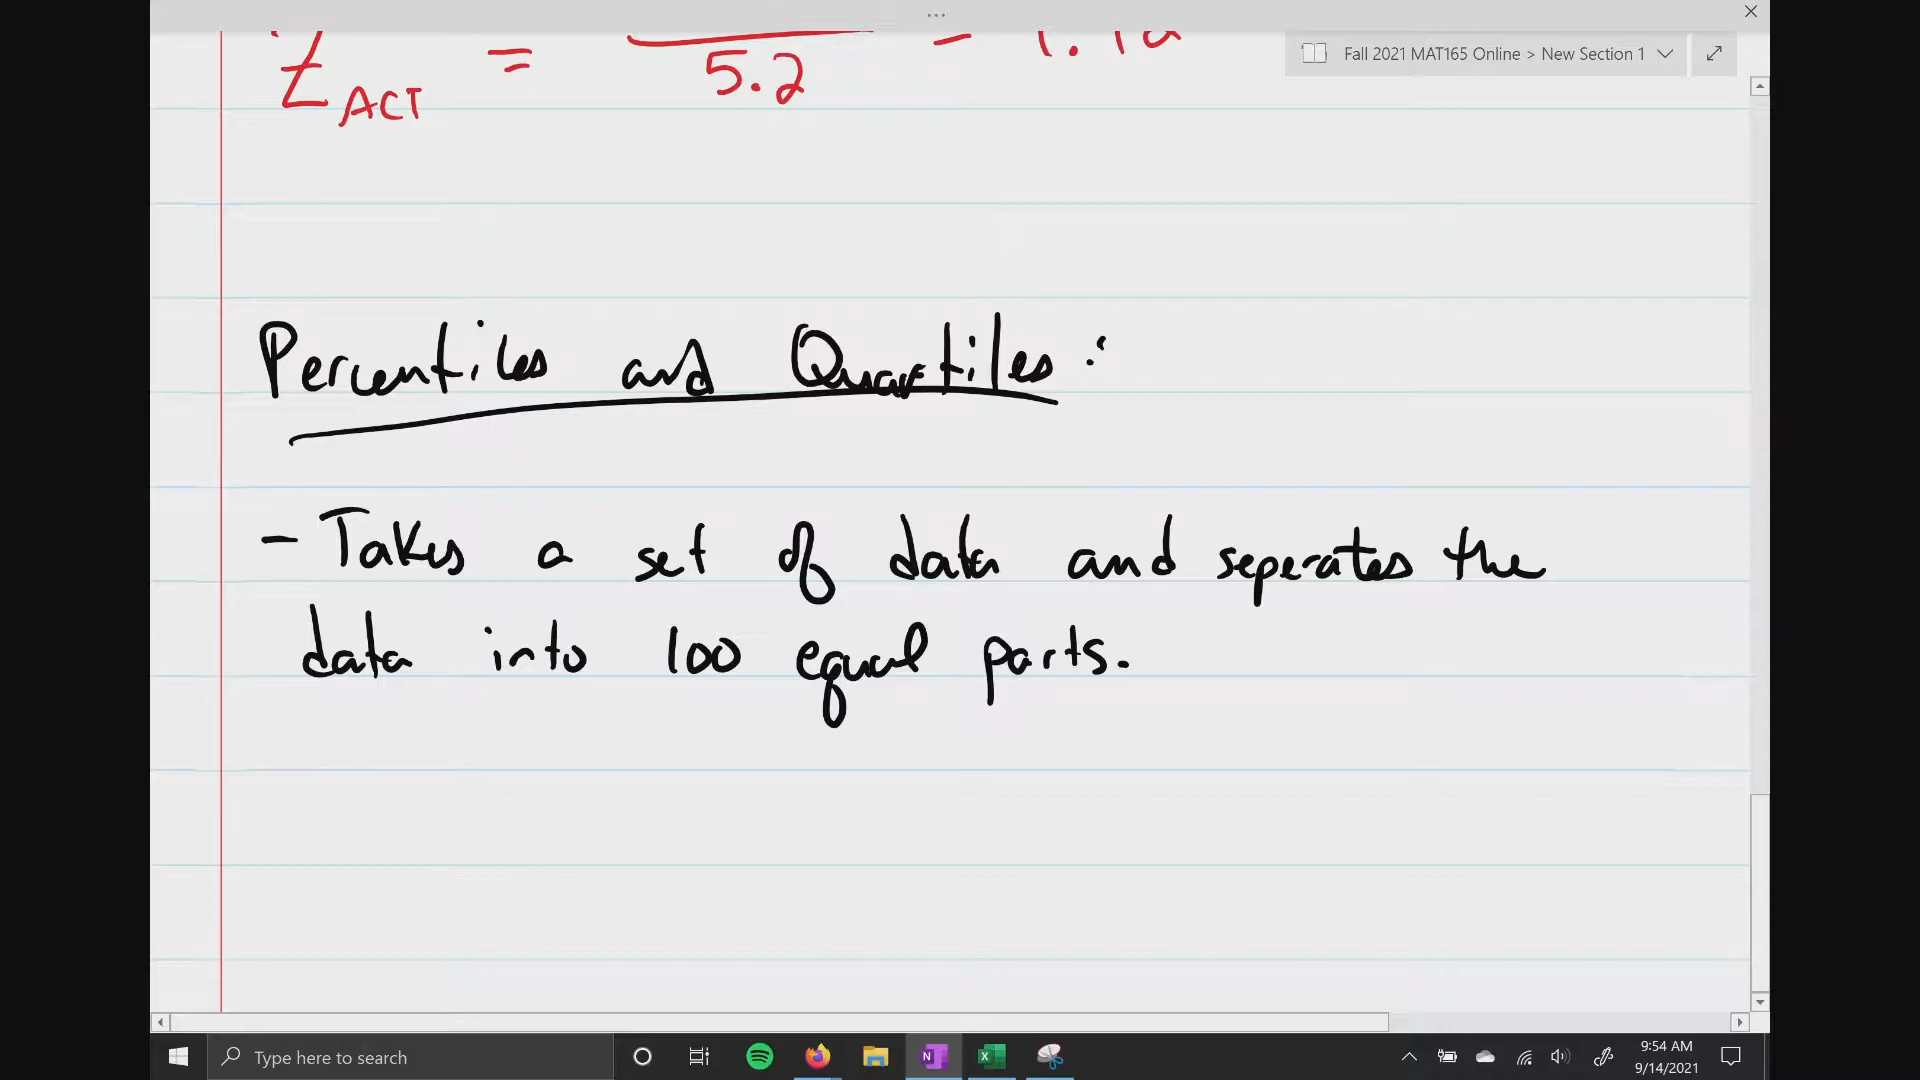 Fall 2021 MAT165 Online > New Section 1
Z ACT = 5.2 =
Percentiles and Quartiles:
- Takes a set of data and seperates the
data into 100 equal parts.
Type here to search
9:54 AM
9/14/2021